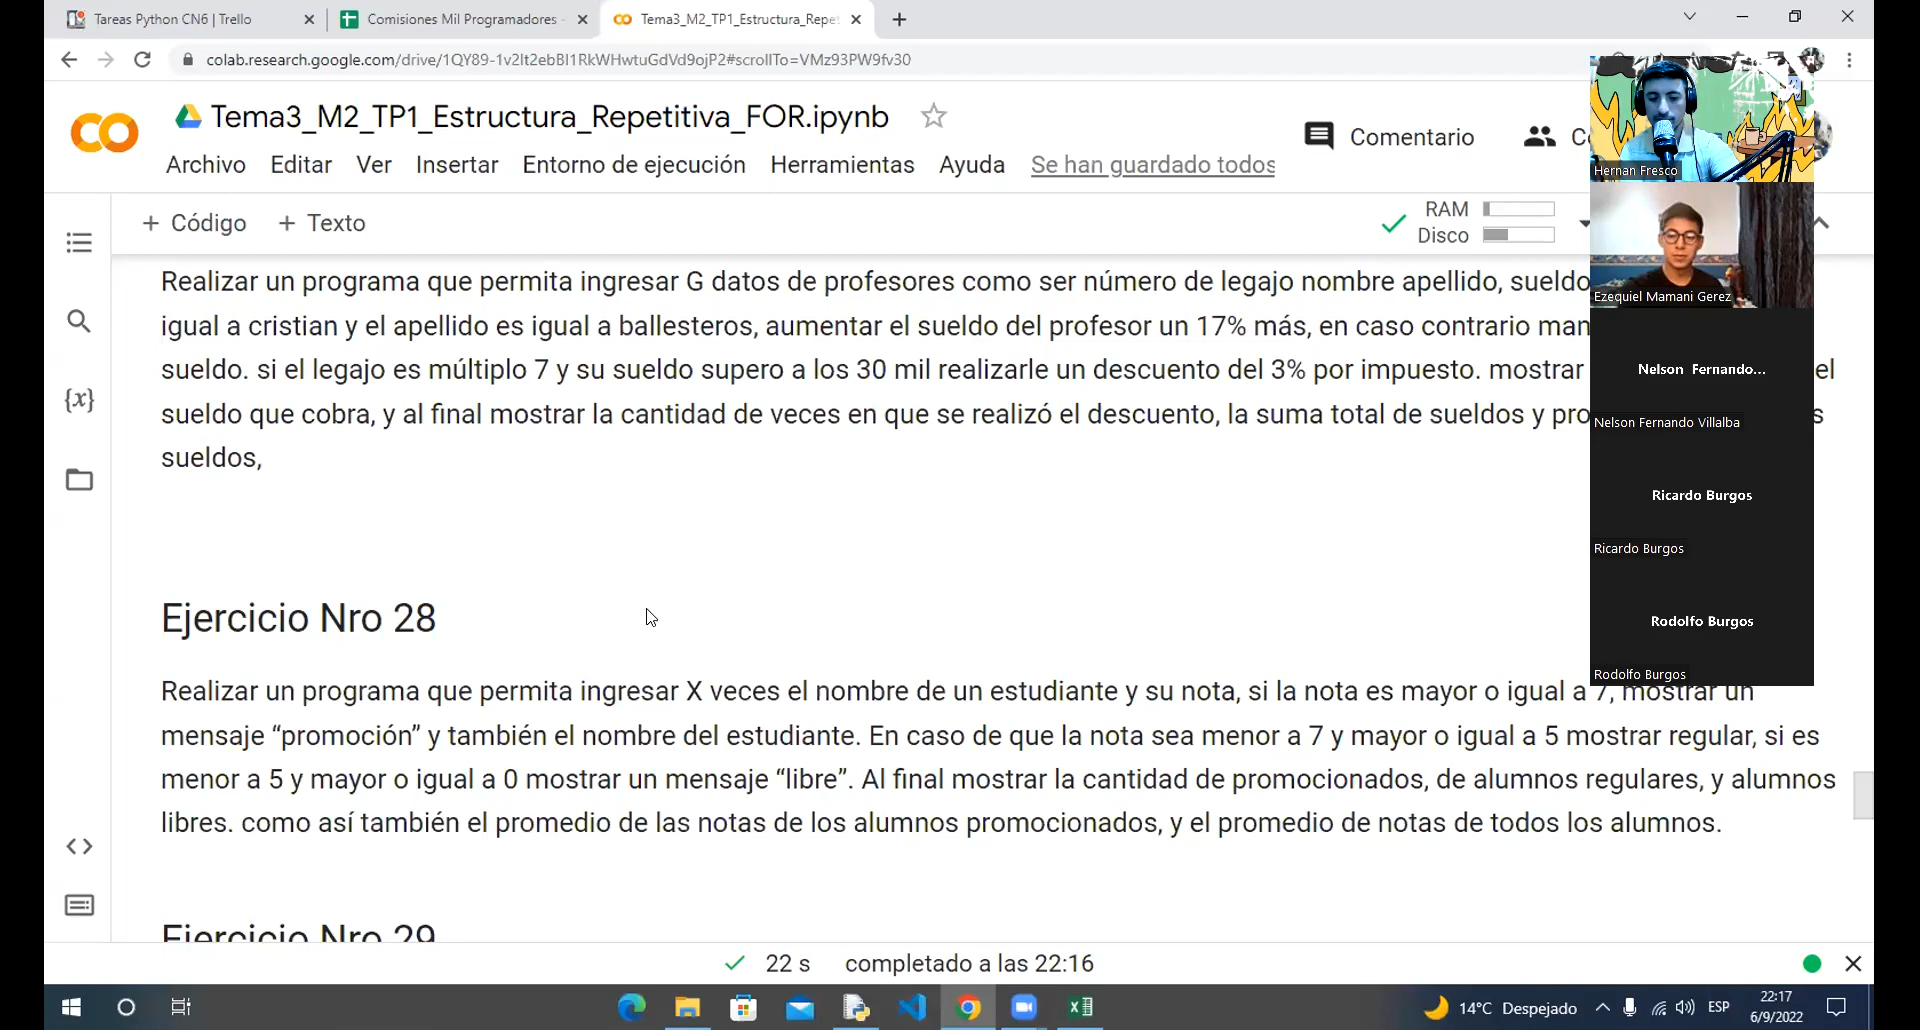 Tareas Python CN6 | Trello
Comisiones Mil Programadores -
Tema3_M2_TP1_Estructura_Repet
colab.research.google.com/drive/1QY89-1v2lt2ebBI1RkWHwtuGdVd9ojP2#scrollTo=VMz93PW9fv30
Tema3_M2_TP1_Estructura_Repetitiva_FOR.ipynb
Comentario
Archivo Editar Ver Insertar Entorno de ejecución Herramientas Ayuda Se han guardado todos
+ Código + Texto
RAM
Disco
Realizar un programa que permita ingresar G datos de profesores como ser número de legajo nombre apellido, sueldo
igual a cristian y el apellido es igual a ballesteros, aumentar el sueldo del profesor un 17% más, en caso contrario man
sueldo. si el legajo es múltiplo 7 y su sueldo supero a los 30 mil realizarle un descuento del 3% por impuesto. mostrar el
sueldo que cobra, y al final mostrar la cantidad de veces en que se realizó el descuento, la suma total de sueldos y pro s
sueldos,
Ejercicio Nro 28
Realizar un programa que permita ingresar X veces el nombre de un estudiante y su nota, si la nota es mayor o igual a 7, mostrar un
mensaje “promoción” y también el nombre del estudiante. En caso de que la nota sea menor a 7 y mayor o igual a 5 mostrar regular, si es
menor a 5 y mayor o igual a 0 mostrar un mensaje “libre”. Al final mostrar la cantidad de promocionados, de alumnos regulares, y alumnos
libres. como así también el promedio de las notas de los alumnos promocionados, y el promedio de notas de todos los alumnos.
Ejercicio Nro 29
22 s completado a las 22:16
Hernan Fresco
Ezequiel Mamani Gerez
Nelson Fernando...
Nelson Fernando Villalba
Ricardo Burgos
Ricardo Burgos
Rodolfo Burgos
Rodolfo Burgos
14°C Despejado
ESP
22:17
6/9/2022